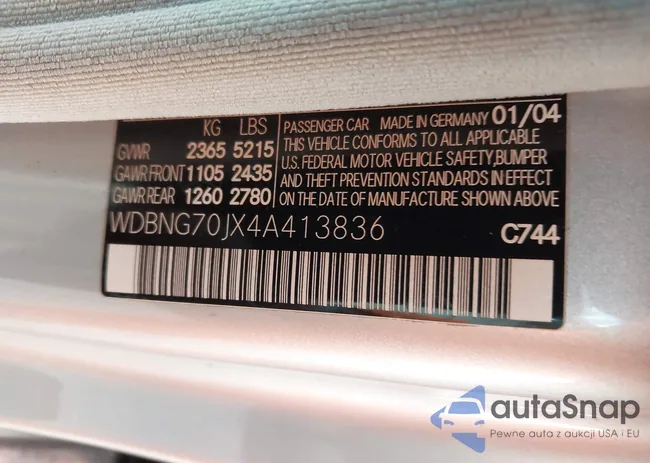 KG LBS
GVWR 2365 5215
GAWR FRONT 1105 2435
GAWR REAR 1260 2780
PASSENGER CAR MADE IN GERMANY 01/04
THIS VEHICLE CONFORMS TO ALL APPLICABLE
U.S. FEDERAL MOTOR VEHICLE SAFETY,BUMPER
AND THEFT PREVENTION STANDARDS IN EFFECT
ON THE DATE OF MANUFACTURE SHOWN ABOVE
WDBNG70JX4A413836
C744
autaSnap
Pewne auta z aukcji USA i EU